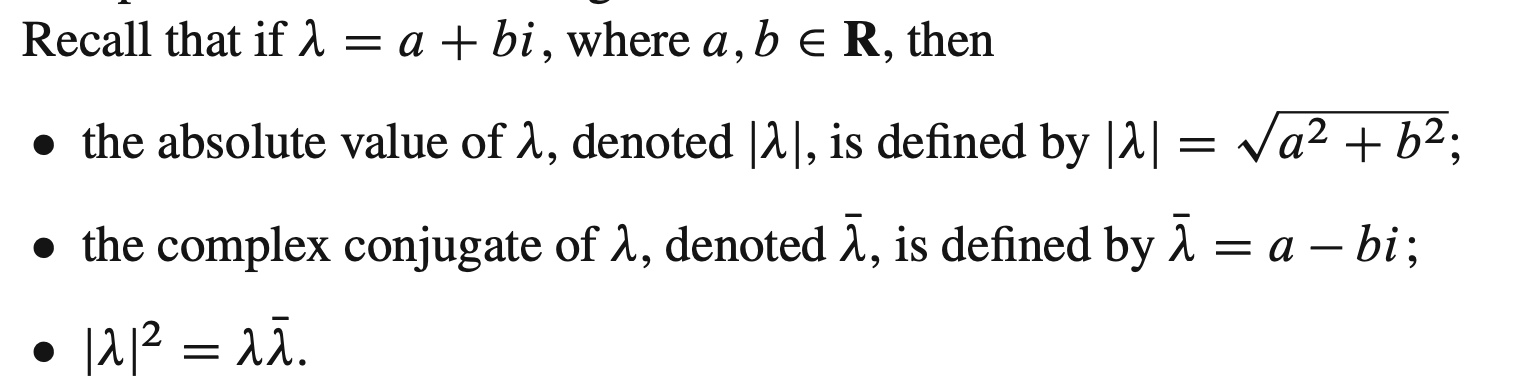 Recall that if λ = a + bi, where a, b ∈ R, then
• the absolute value of λ, denoted |λ|, is defined by |λ| = √(a² + b²);
• the complex conjugate of λ, denoted λ̄, is defined by λ̄ = a − bi;
• |λ|² = λλ̄.